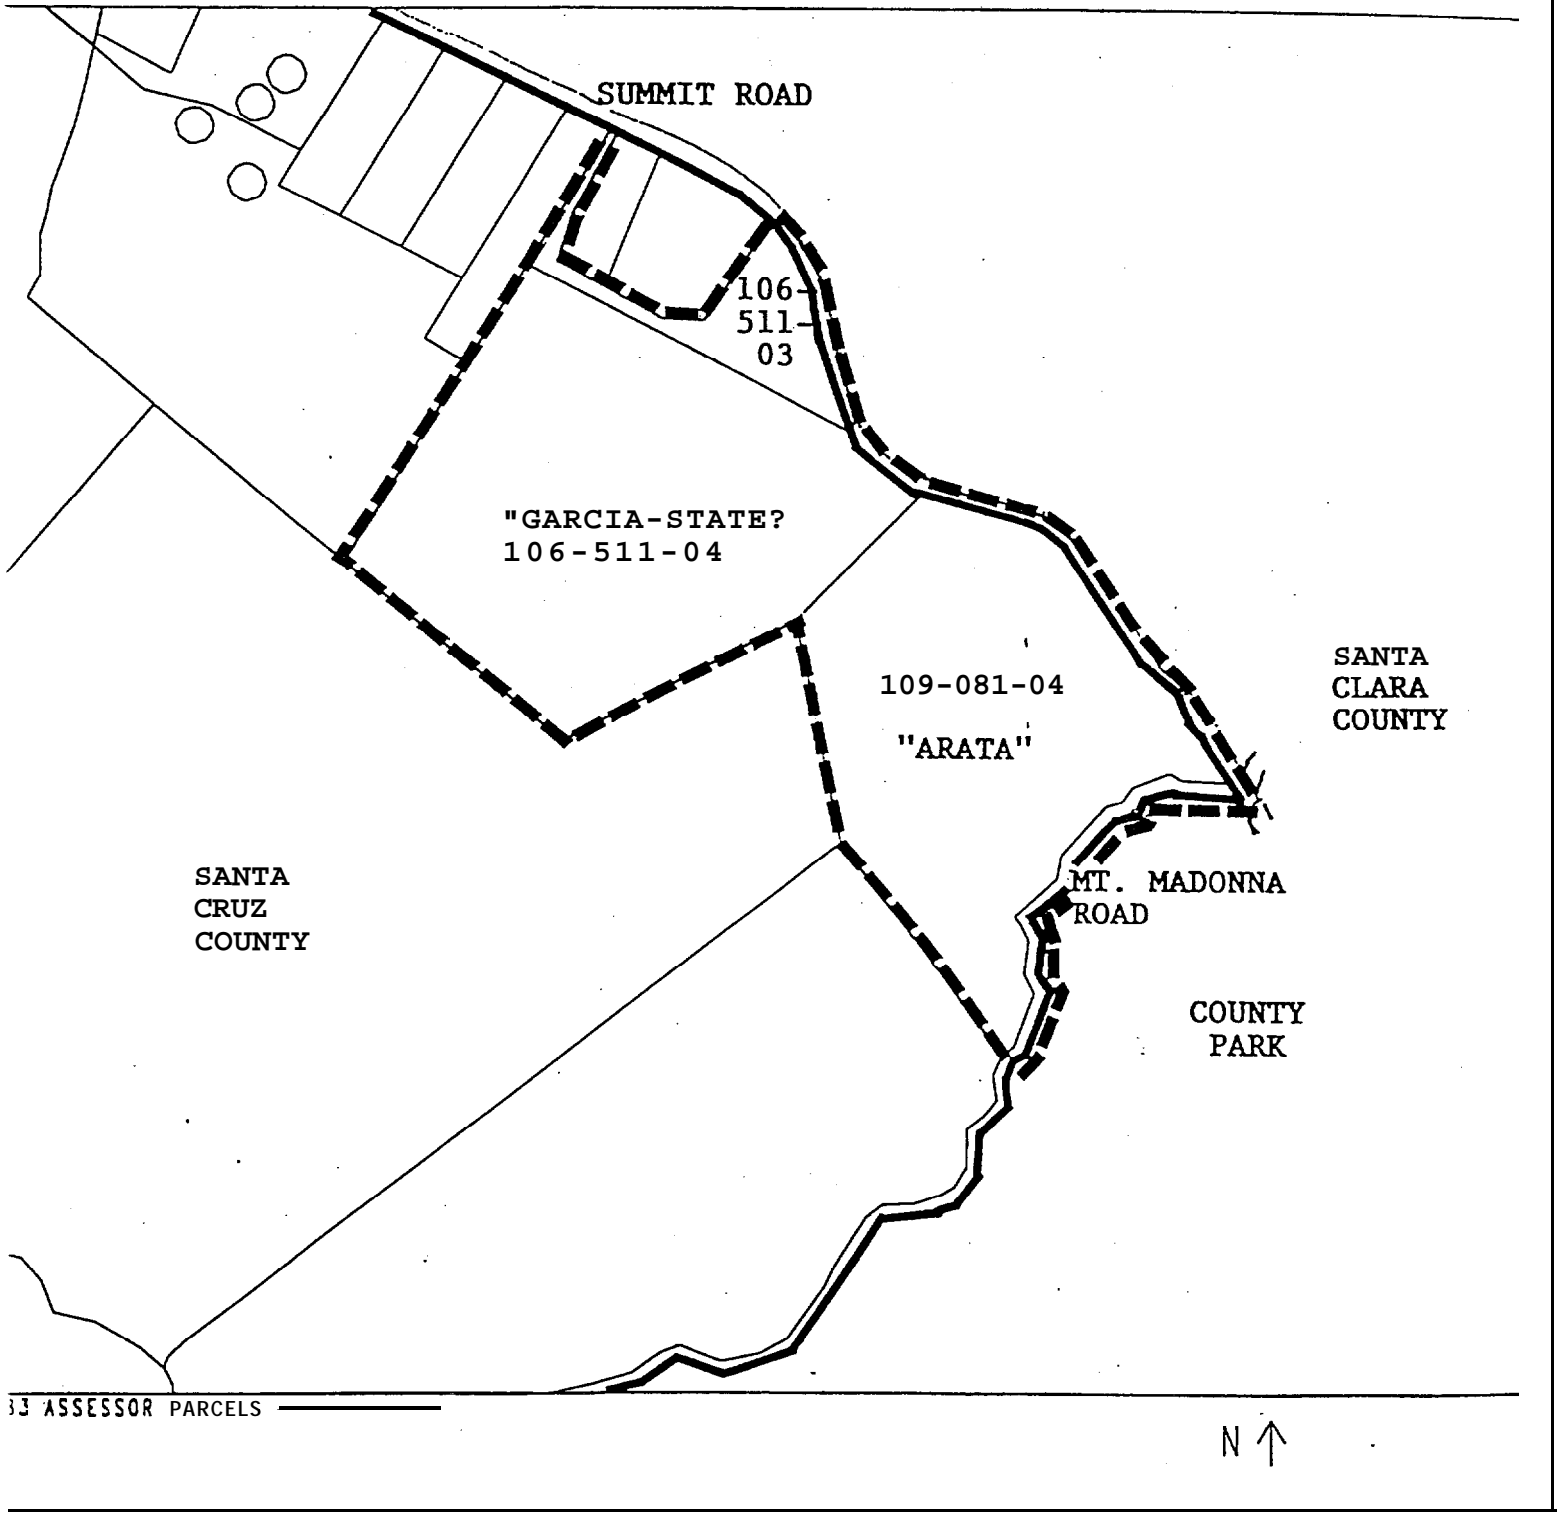 SUMMIT ROAD
106-
511-
03
"GARCIA-STATE?
106-511-04
109-081-04
"ARATA"
SANTA
CLARA
COUNTY
SANTA
CRUZ
COUNTY
MT. MADONNA
ROAD
COUNTY
PARK
ASSESSOR PARCELS
N